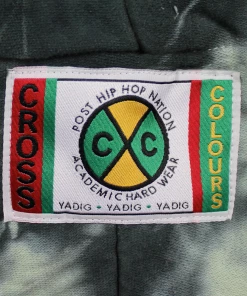 CROSS
POST HIP HOP NATION
C C
ACADEMIC HARD WEAR
YADIG • YADIG • YADIG
COLOURS